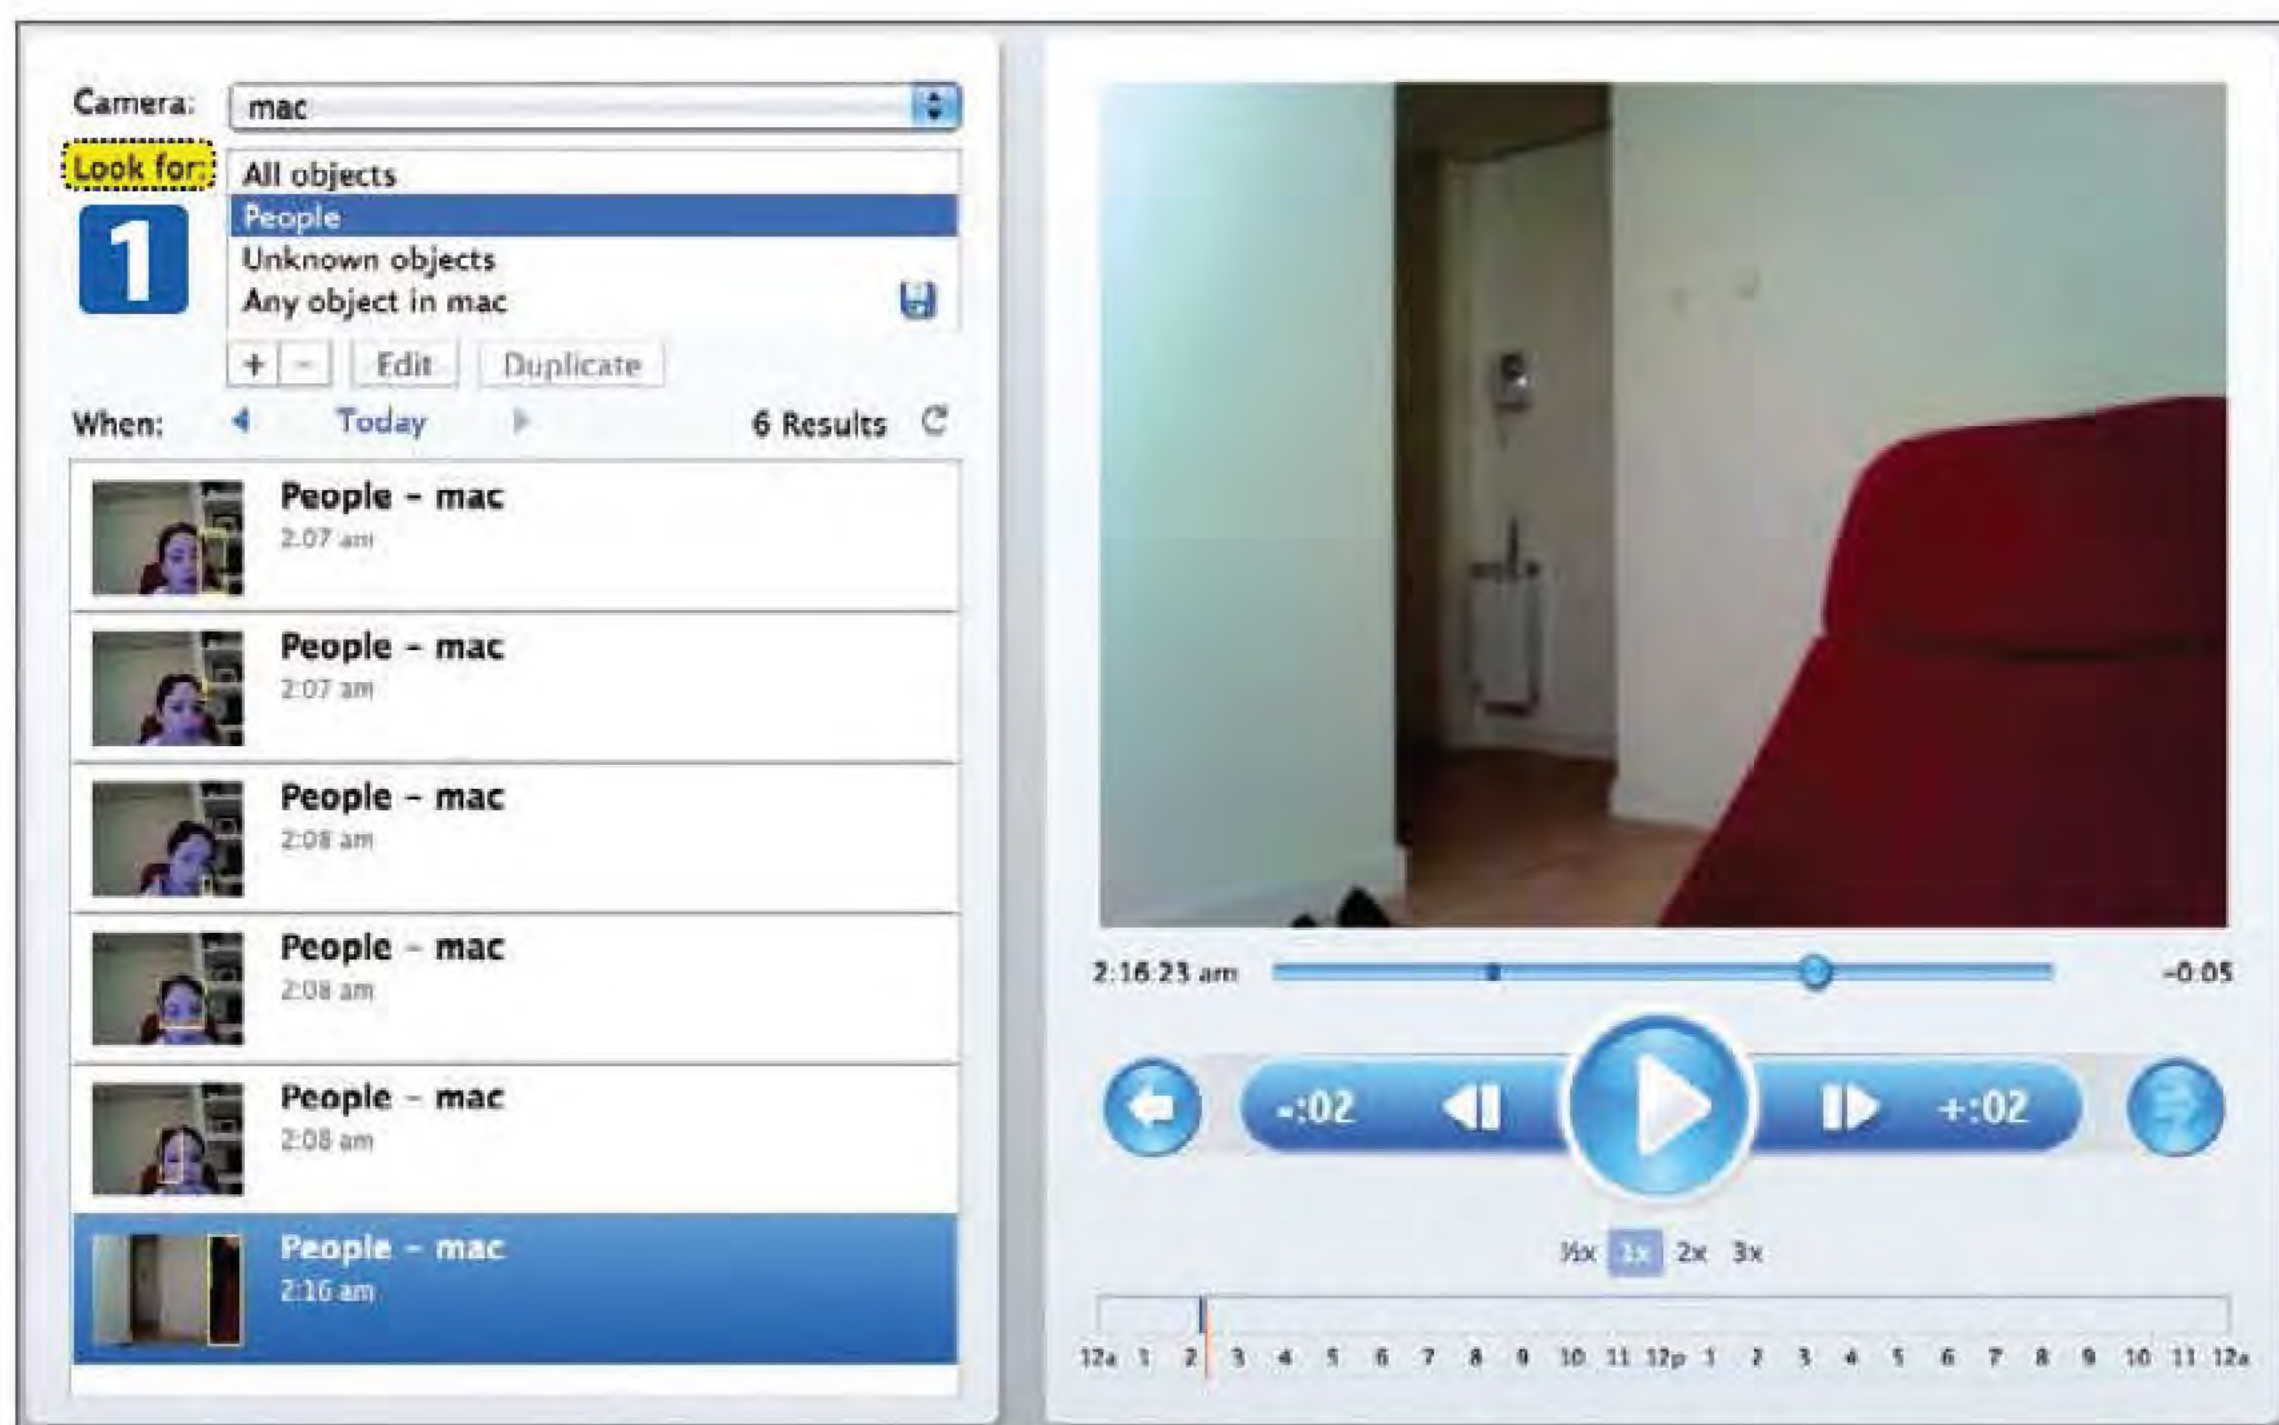 Camera: mac
Look for:
1
All objects
People
Unknown objects
Any object in mac
+ - Edit Duplicate
When: Today 6 Results
People - mac
2:07 am
People - mac
2:07 am
People - mac
2:08 am
People - mac
2:08 am
People - mac
2:08 am
People - mac
2:16 am
2:16:23 am -0:05
-:02 +:02
½x 1x 2x 3x
12a 1 2 3 4 5 6 7 8 9 10 11 12p 1 2 3 4 5 6 7 8 9 10 11 12a